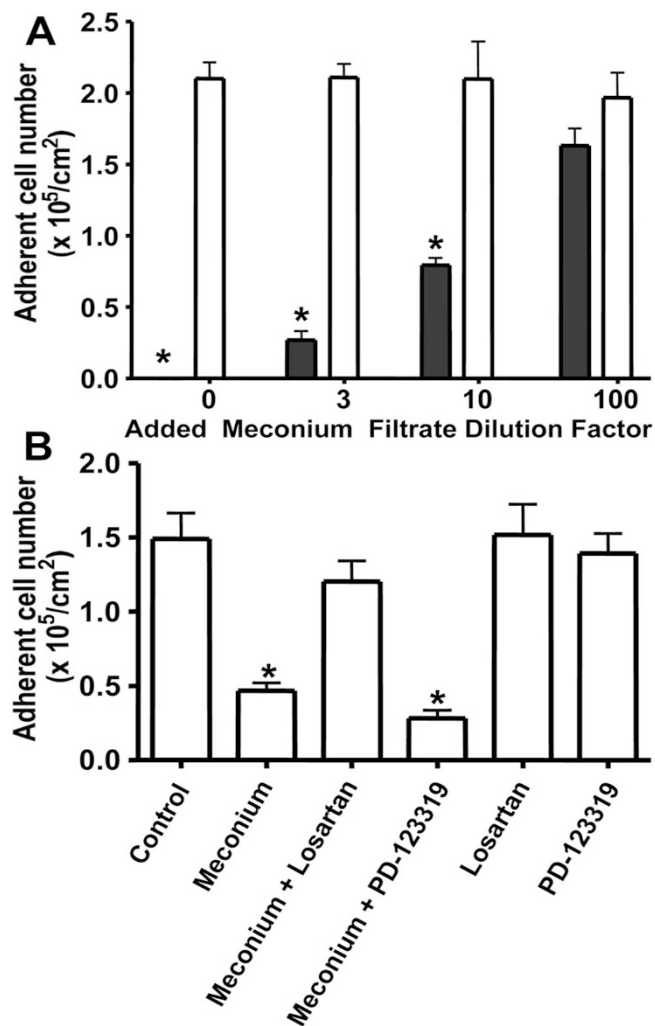 A
Adherent cell number
(x 10⁵/cm²)
2.5
2.0
1.5
1.0
0.5
0.0
*
*
*
0 3 10 100
Added Meconium Filtrate Dilution Factor
B
Adherent cell number
(x 10⁵/cm²)
2.0
1.5
1.0
0.5
0.0
*
*
Control
Meconium
Meconium + Losartan
Meconium + PD-123319
Losartan
PD-123319